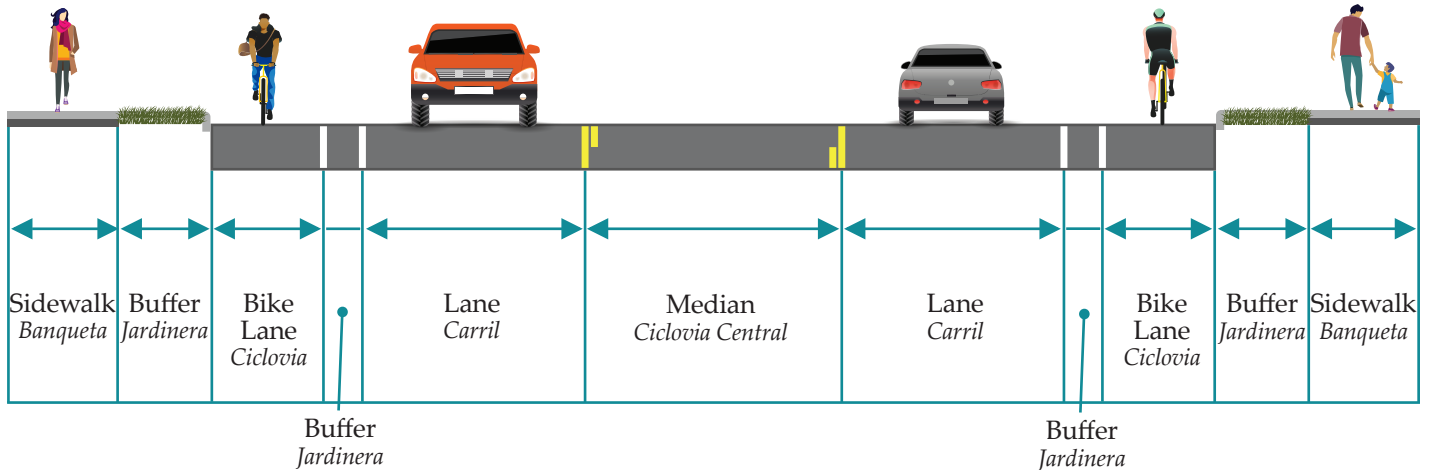 Sidewalk
Banqueta
Buffer
Jardinera
Bike
Lane
Ciclovia
Buffer
Jardinera
Lane
Carril
Median
Ciclovia Central
Lane
Carril
Buffer
Jardinera
Bike
Lane
Ciclovia
Buffer
Jardinera
Sidewalk
Banqueta